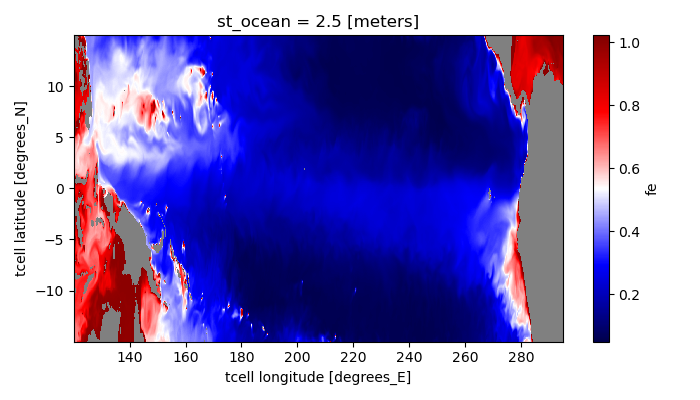 st_ocean = 2.5 [meters]
10
5
0
−5
−10
tcell latitude [degrees_N]
140 160 180 200 220 240 260 280
tcell longitude [degrees_E]
1.0
0.8
0.6
0.4
0.2
fe